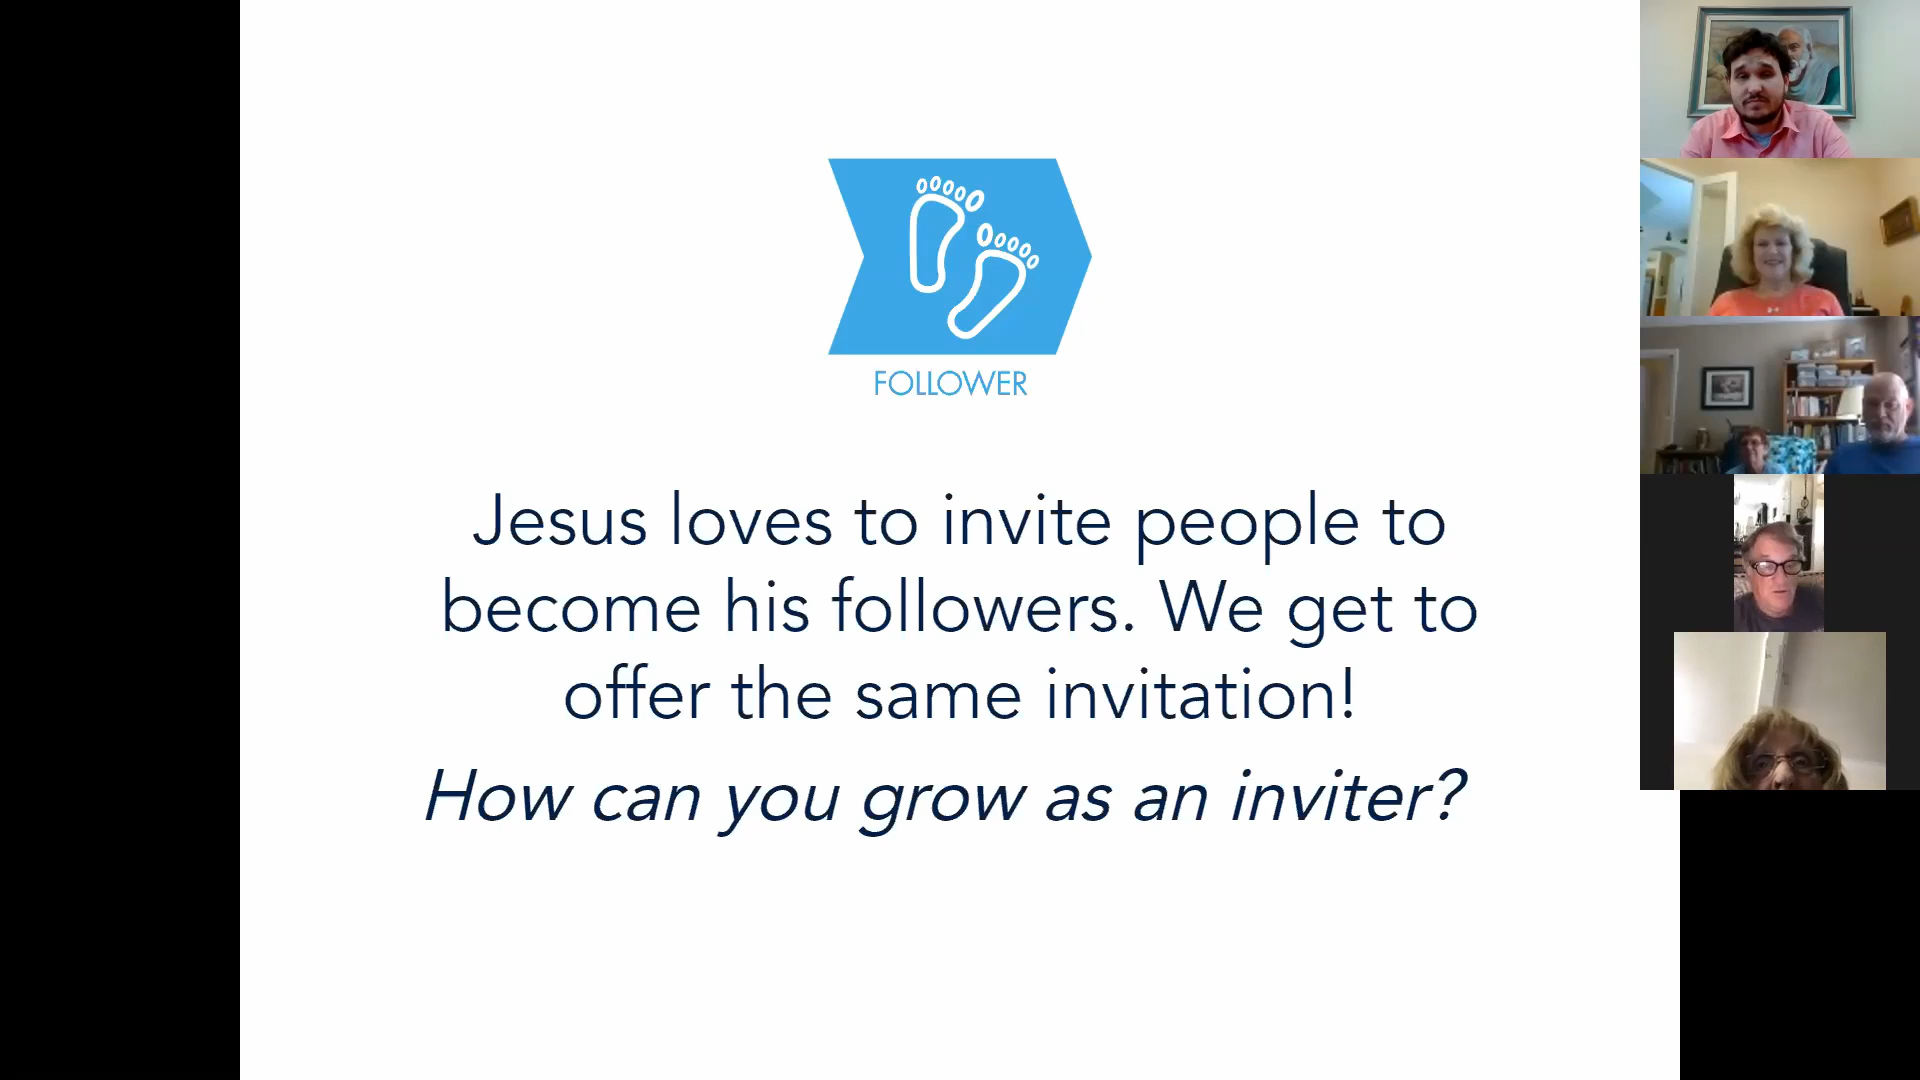 FOLLOWER
Jesus loves to invite people to
become his followers. We get to
offer the same invitation!
How can you grow as an inviter?